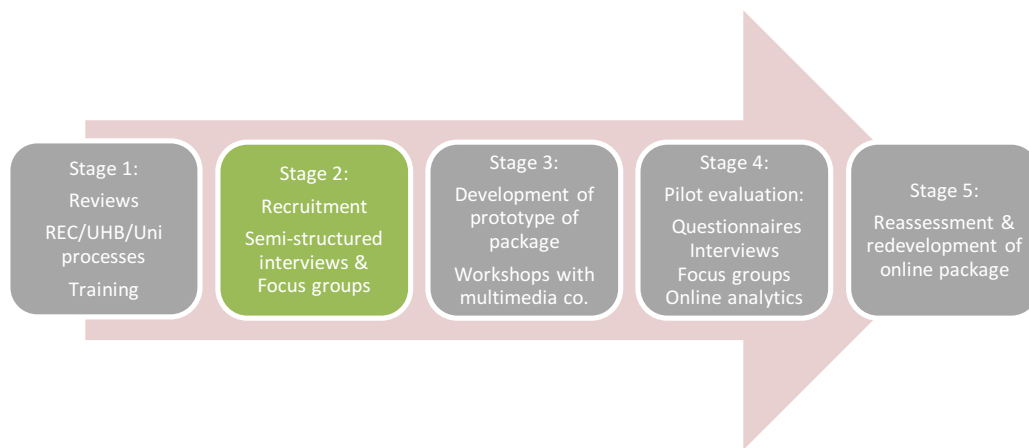 Stage 1:
Reviews
REC/UHB/Uni
processes
Training
Stage 2:
Recruitment
Semi-structured
interviews &
Focus groups
Stage 3:
Development of
prototype of
package
Workshops with
multimedia co.
Stage 4:
Pilot evaluation:
Questionnaires
Interviews
Focus groups
Online analytics
Stage 5:
Reassessment &
redevelopment of
online package